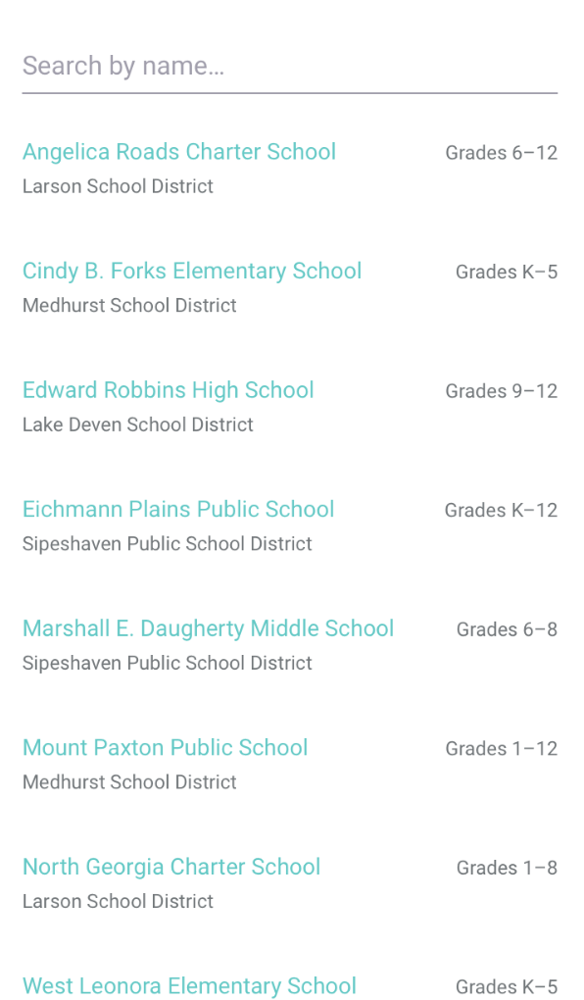 Search by name…
Angelica Roads Charter School Grades 6–12
Larson School District
Cindy B. Forks Elementary School Grades K–5
Medhurst School District
Edward Robbins High School Grades 9–12
Lake Deven School District
Eichmann Plains Public School Grades K–12
Sipeshaven Public School District
Marshall E. Daugherty Middle School Grades 6–8
Sipeshaven Public School District
Mount Paxton Public School Grades 1–12
Medhurst School District
North Georgia Charter School Grades 1–8
Larson School District
West Leonora Elementary School Grades K–5